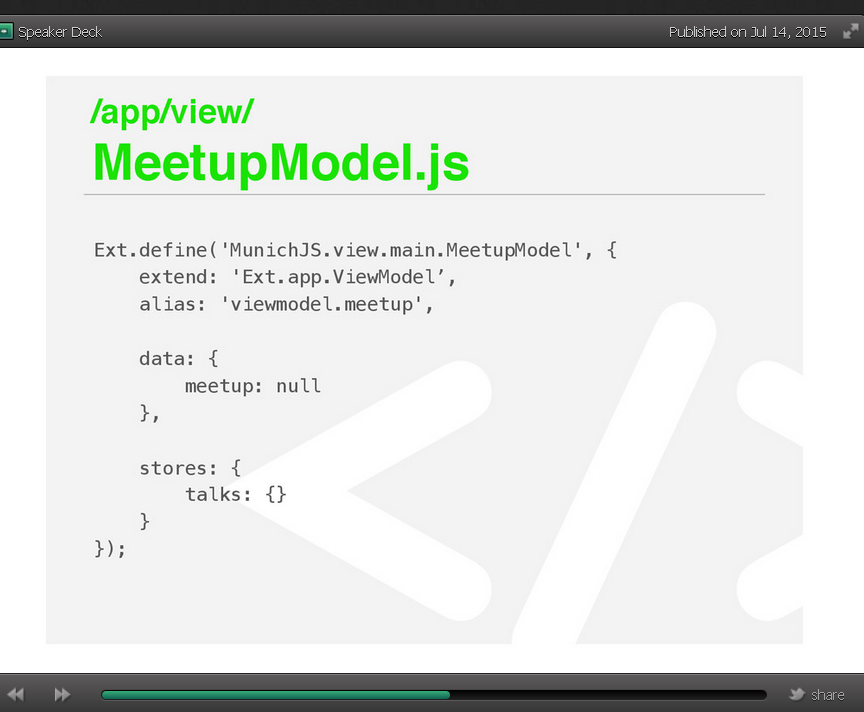 Speaker Deck
Published on Jul 14, 2015
/app/view/
MeetupModel.js
Ext.define('MunichJS.view.main.MeetupModel', {
    extend: 'Ext.app.ViewModel’,
    alias: 'viewmodel.meetup',

    data: {
        meetup: null
    },

    stores: {
        talks: {}
    }
});
share